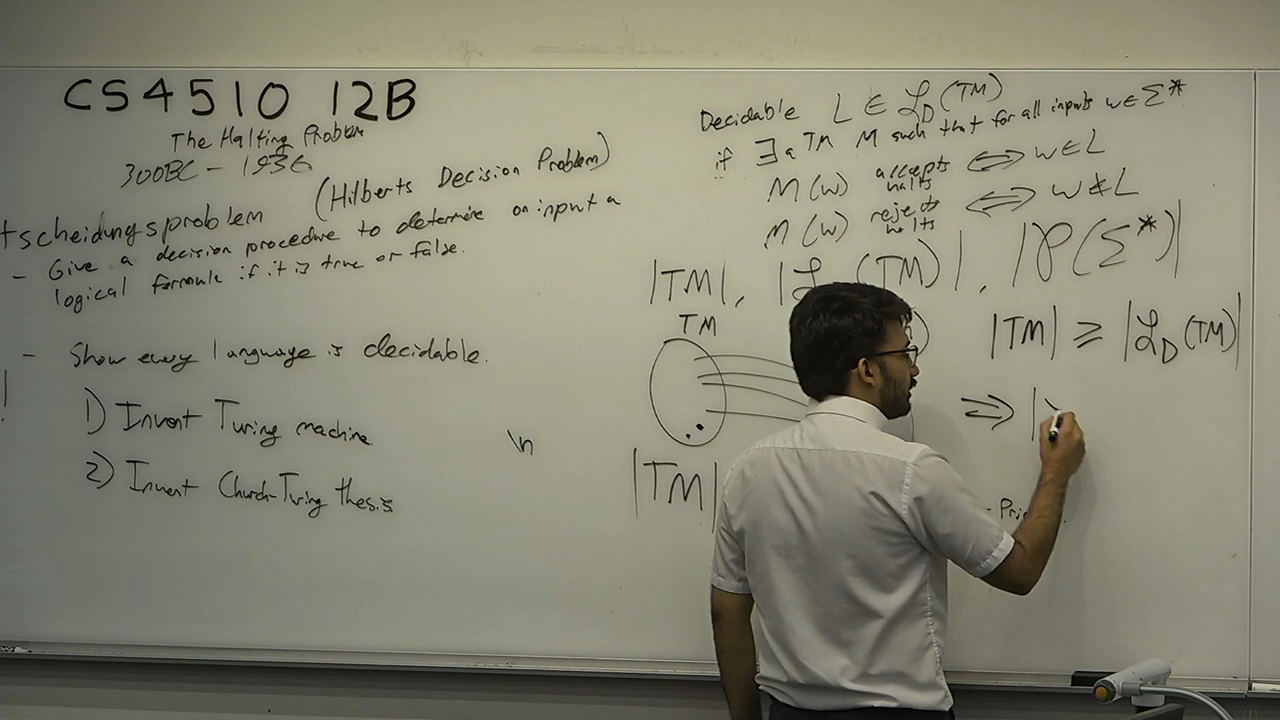 CS4510 12B
The Halting Problem
300BC - 1936
(Hilberts Decision Problem)
tscheidungsproblem
- Give a decision procedure to determine on input a
logical formula if it is true or false.
- Show every language is decidable.
1) Invent Turing machine
2) Invent Church-Turing thesis
\n
Decidable L ∈ ℒ_D(TM)
if ∃ a TM M such that for all inputs w ∈ Σ*
M(w) accepts halts ⟺ w ∈ L
M(w) rejects halts ⟺ w ∉ L
|TM|, |ℒ (TM)|, |P(Σ*)|
TM )
|TM| ≥ |ℒ_D(TM)|
⇒ |
|TM|